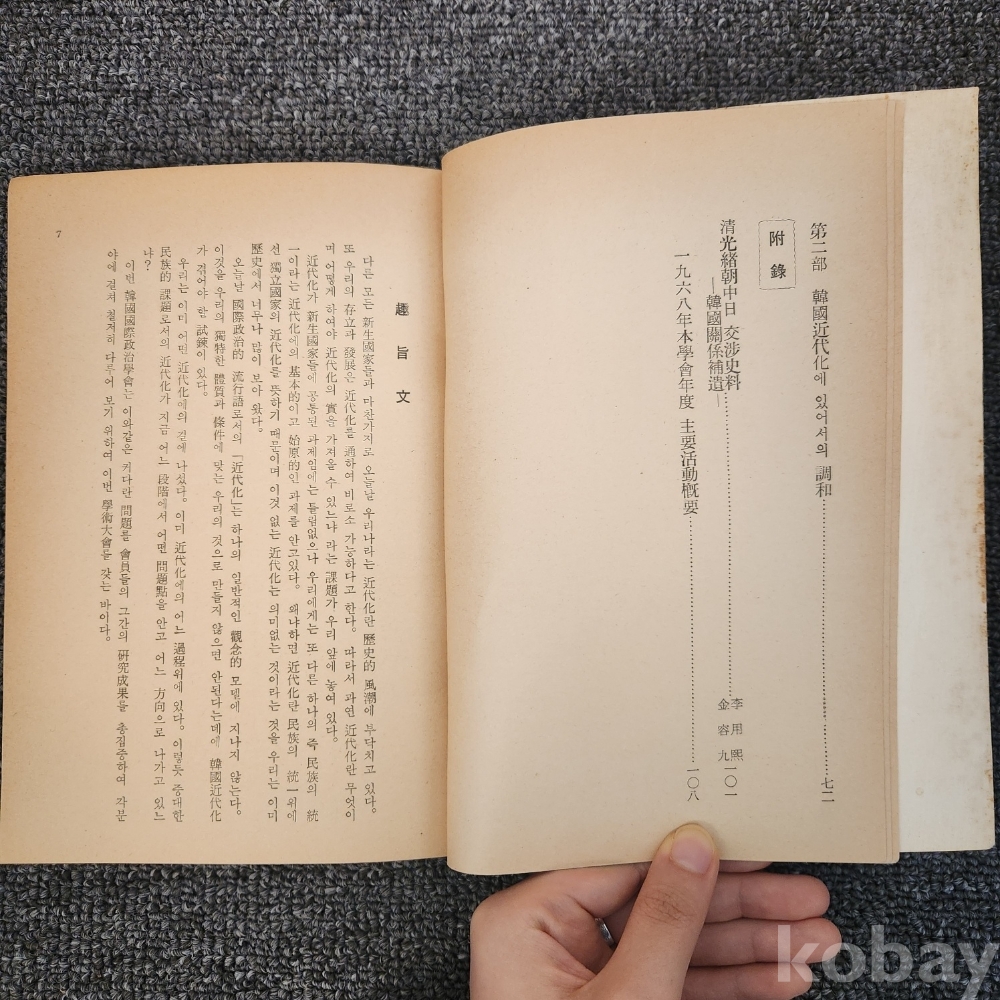 第二部 韓國近代化에 있어서의 調和……七二
附錄
清光緒朝中日 交涉史料……李用熙 金容九 一〇一
—韓國關係補遺—
一九六八年本學會年度 主要活動槪要……一〇八
趣旨文
다른 모든 新生國家들과 마찬가지로 오늘날 우리나라는 近代化란 歷史的 風潮에 부닥치고 있다.
또 우리의 存立과 發展은 近代化를 通하여 비로소 가능하다고 한다. 따라서 과연 近代化란 무엇이
며 어떻게 하여야 近代化의 實을 가져올 수 있느냐 라는 課題가 우리 앞에 놓여 있다.
近代化가 新生國家들에 공통된 과제임에는 틀림없으나 우리에게는 또 다른 하나의 즉 民族의 統
一이라는 近代化에의 基本的이고 始原的인 과제를 안고있다. 왜냐하면 近代化란 民族의 統一위에
선 獨立國家의 近代化를 뜻하기 때문이며 이것 없는 近代化는 의미없는 것이라는 것을 우리는 이미
歷史에서 너무나 많이 보아 왔다.
오늘날 國際政治的 流行語로서의 「近代化」는 하나의 일반적인 觀念的 모델에 지나지 않는다.
이것을 우리의 獨特한 體質과 條件에 맞는 우리의 것으로 만들지 않으면 안된다는데에 韓國近代化
가 겪어야 할 試鍊이 있다.
우리는 이미 어떤 近代化에의 길에 나섰다. 이미 近代化에의 어느 過程위에 있다. 이렇듯 중대한
民族的 課題로서의 近代化가 지금 어느 段階에서 어떤 問題點을 안고 어느 方向으로 나가고 있느
냐?
이번 韓國國際政治學會는 이와같은 커다란 問題를 會員들의 그간의 研究成果를 총집중하여 각분
야에 걸쳐 철저히 다루어 보기 위하여 이번 學術大會를 갖는 바이다.
7
kobay